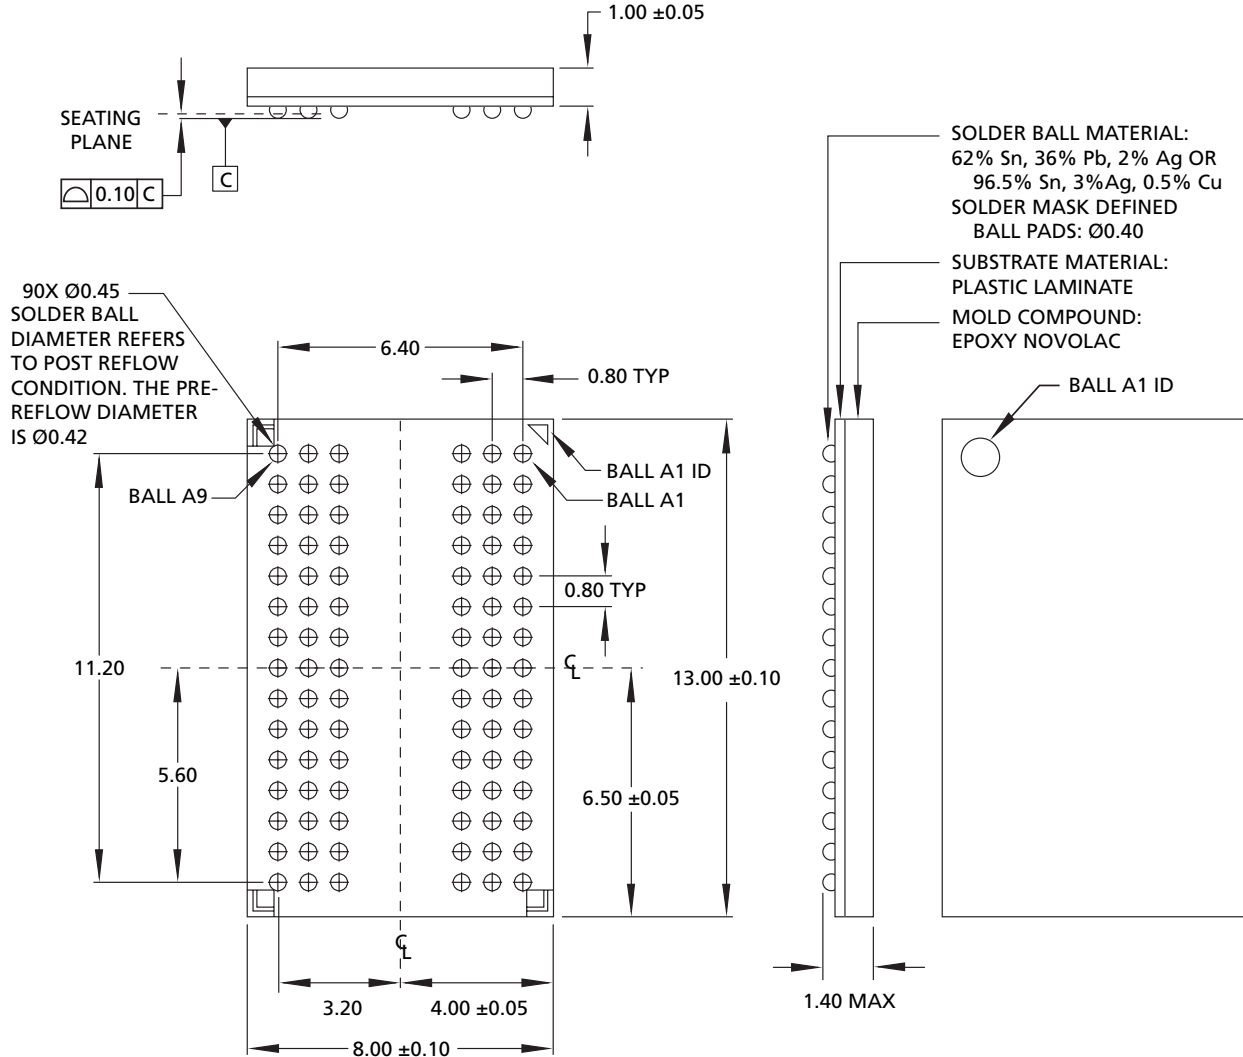 1.00 ±0.05
SEATING
PLANE
0.10 C
C
SOLDER BALL MATERIAL:
62% Sn, 36% Pb, 2% Ag OR
96.5% Sn, 3%Ag, 0.5% Cu
SOLDER MASK DEFINED
BALL PADS: Ø0.40
SUBSTRATE MATERIAL:
PLASTIC LAMINATE
MOLD COMPOUND:
EPOXY NOVOLAC
90X Ø0.45
SOLDER BALL
DIAMETER REFERS
TO POST REFLOW
CONDITION. THE PRE-
REFLOW DIAMETER
IS Ø0.42
6.40
0.80 TYP
BALL A1 ID
BALL A1 ID
BALL A1
BALL A9
0.80 TYP
CL
11.20
13.00 ±0.10
5.60
6.50 ±0.05
CL
3.20
4.00 ±0.05
8.00 ±0.10
1.40 MAX